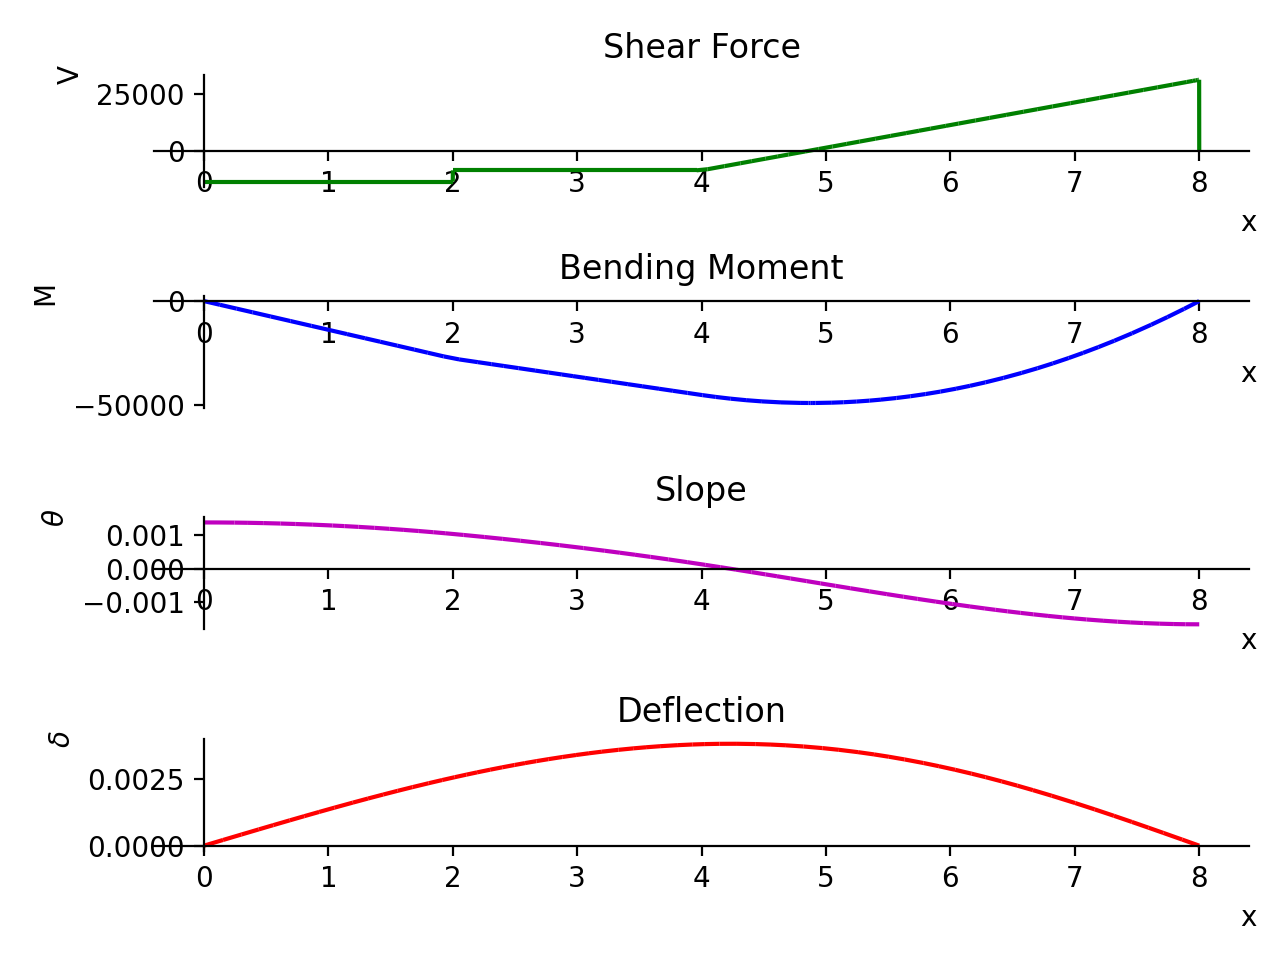 Shear Force
V
25000
0
0 1 2 3 4 5 6 7 8
x
Bending Moment
M
0
0 1 2 3 4 5 6 7 8
x
−50000
Slope
θ
0.001
0.000
−0.001
0 1 2 3 4 5 6 7 8
x
Deflection
δ
0.0025
0.0000
0 1 2 3 4 5 6 7 8
x